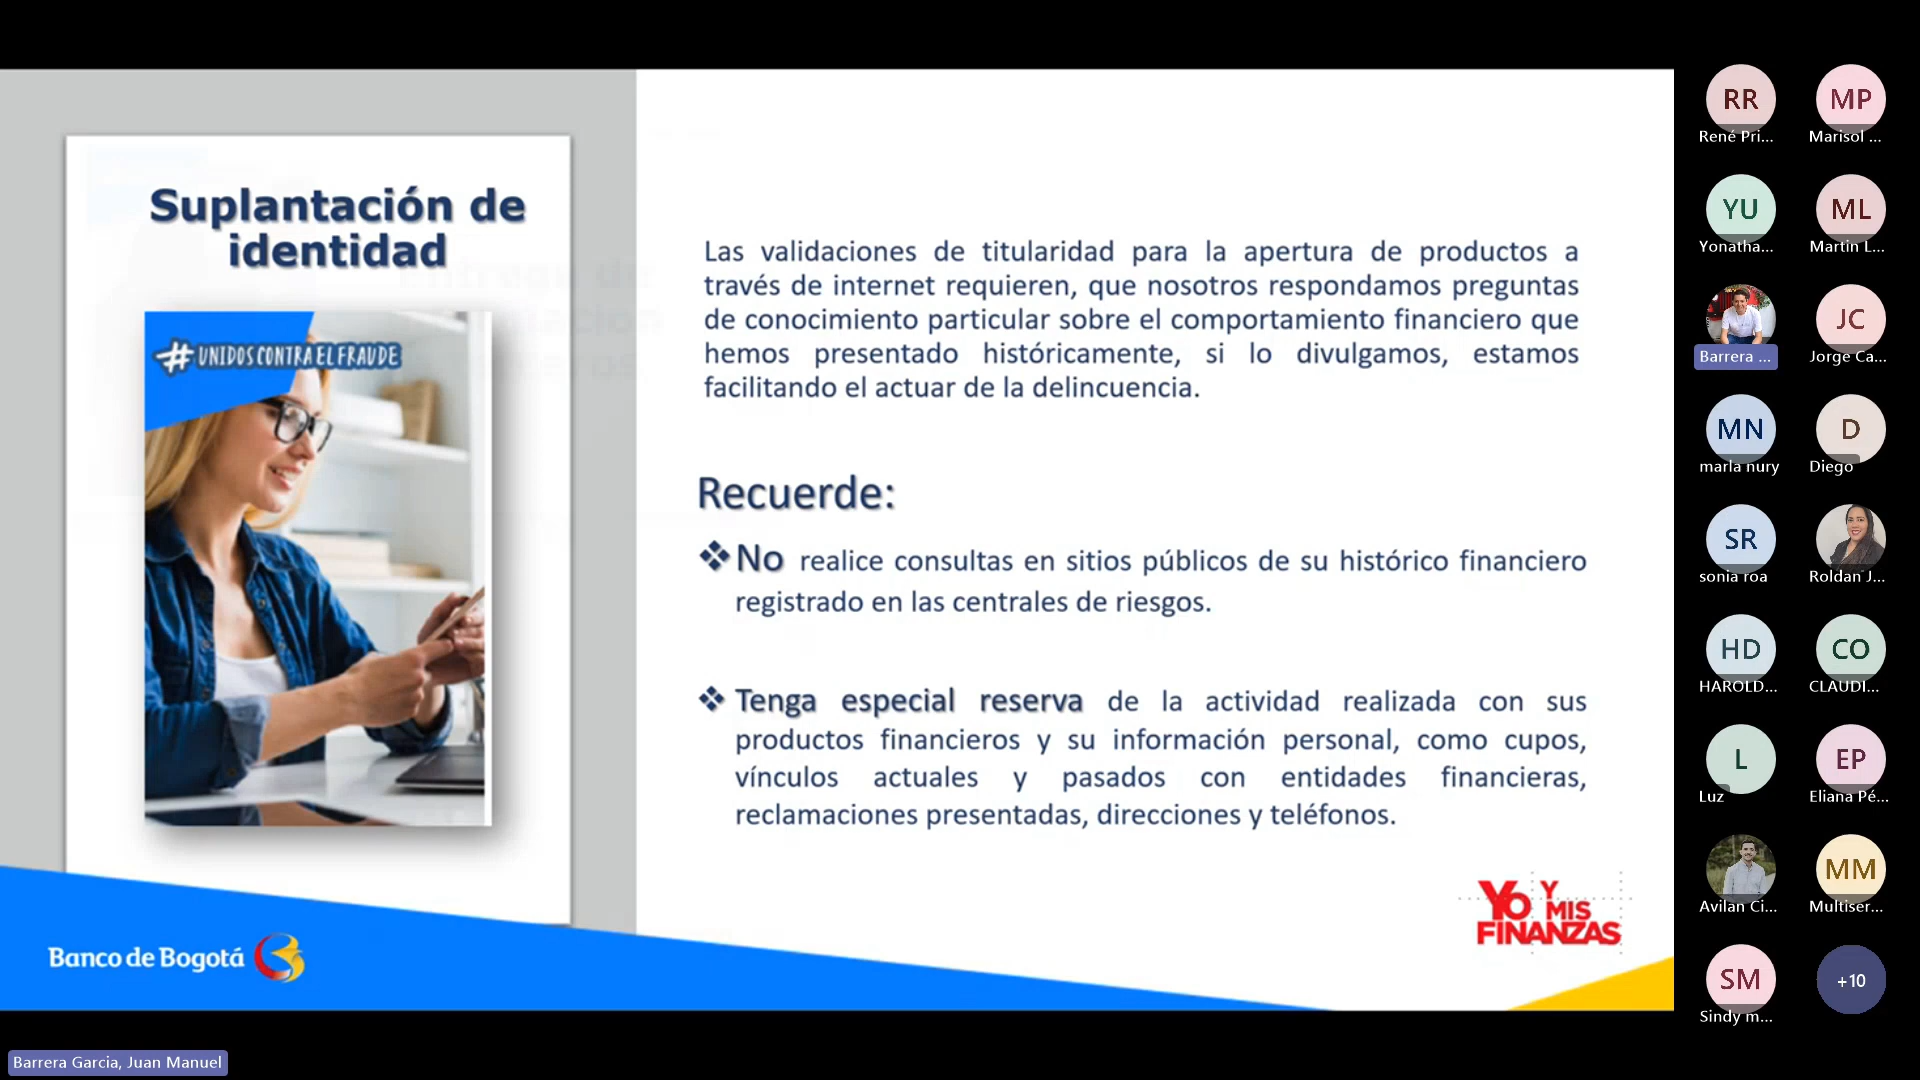 Suplantación de
identidad
#UNIDOS CONTRA EL FRAUDE
Las validaciones de titularidad para la apertura de productos a
través de internet requieren, que nosotros respondamos preguntas
de conocimiento particular sobre el comportamiento financiero que
hemos presentado históricamente, si lo divulgamos, estamos
facilitando el actuar de la delincuencia.
Recuerde:
❖No realice consultas en sitios públicos de su histórico financiero
registrado en las centrales de riesgos.
❖ Tenga especial reserva de la actividad realizada con sus
productos financieros y su información personal, como cupos,
vínculos actuales y pasados con entidades financieras,
reclamaciones presentadas, direcciones y teléfonos.
YO Y
MIS
FINANZAS
Banco de Bogotá
Barrera Garcia, Juan Manuel
RR
René Pri...
MP
Marisol ...
YU
Yonatha...
ML
Martin L...
Barrera ...
JC
Jorge Ca...
MN
marla nury
D
Diego
SR
sonia roa
Roldan J...
HD
HAROLD...
CO
CLAUDI...
L
Luz
EP
Eliana Pé...
Avilan Ci...
MM
Multiser...
SM
Sindy m...
+10